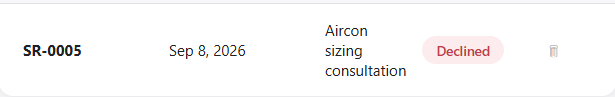 SR-0005
Sep 8, 2026
Aircon
sizing
consultation
Declined